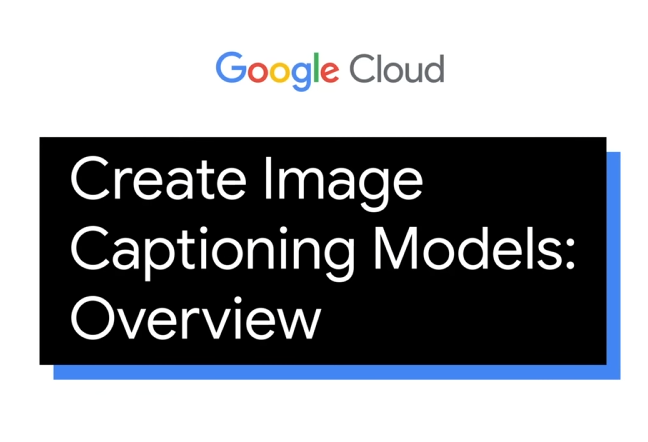 Google Cloud
Create Image
Captioning Models:
Overview